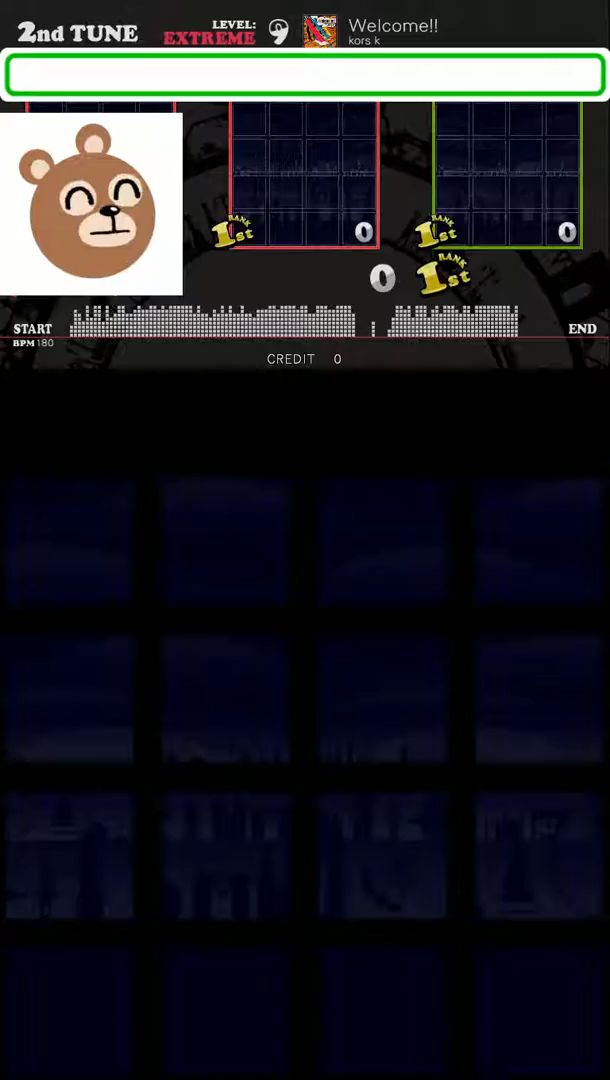 2nd TUNE
LEVEL:
EXTREME 9
Welcome!!
kors k
RANK
1st
0
RANK
1st
0
0
RANK
1st
START
END
BPM 180
CREDIT 0